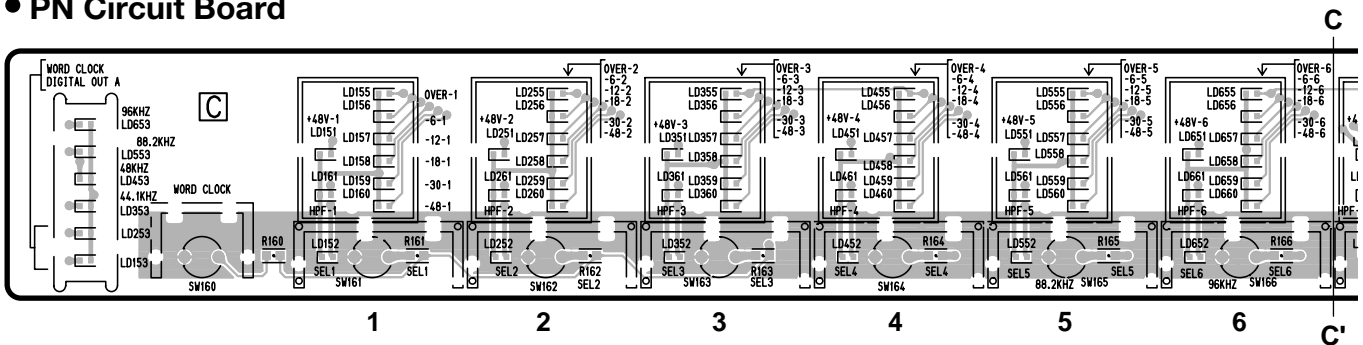 • PN Circuit Board
C
WORD CLOCK
DIGITAL OUT A
96KHZ
LD653
88.2KHZ
LD553
48KHZ
LD453
44.1KHZ
LD353
LD253
LD153
C
WORD CLOCK
SW160
R160
LD155
LD156
OVER-1
-6-1
+48V-1
LD151
LD157
-12-1
LD158
-18-1
LD161
LD159
LD160
-30-1
HPF-1
-48-1
LD152
R161
SEL1
SEL1
SW161
OVER-2
-6-2
-12-2
-18-2
-30-2
-48-2
LD255
LD256
+48V-2
LD251
LD257
LD258
LD261
LD259
LD260
HPF-2
LD252
SEL2
R162
SW162
SEL2
OVER-3
-6-3
-12-3
-18-3
-30-3
-48-3
LD355
LD356
+48V-3
LD351
LD357
LD358
LD361
LD359
LD360
HPF-3
LD352
SEL3
R163
SW163
SEL3
OVER-4
-6-4
-12-4
-18-4
-30-4
-48-4
LD455
LD456
+48V-4
LD451
LD457
LD458
LD461
LD459
LD460
HPF-4
LD452
R164
SEL4
SEL4
SW164
OVER-5
-6-5
-12-5
-18-5
-30-5
-48-5
LD555
LD556
+48V-5
LD551
LD557
LD558
LD561
LD559
LD560
HPF-5
LD552
R165
SEL5
SEL5
88.2KHZ
SW165
OVER-6
-6-6
-12-6
-18-6
-30-6
-48-6
LD655
LD656
+48V-6
LD651
LD657
LD658
LD661
LD659
LD660
HPF-6
LD652
R166
SEL6
SEL6
96KHZ
SW166
HPF-
1
2
3
4
5
6
C'